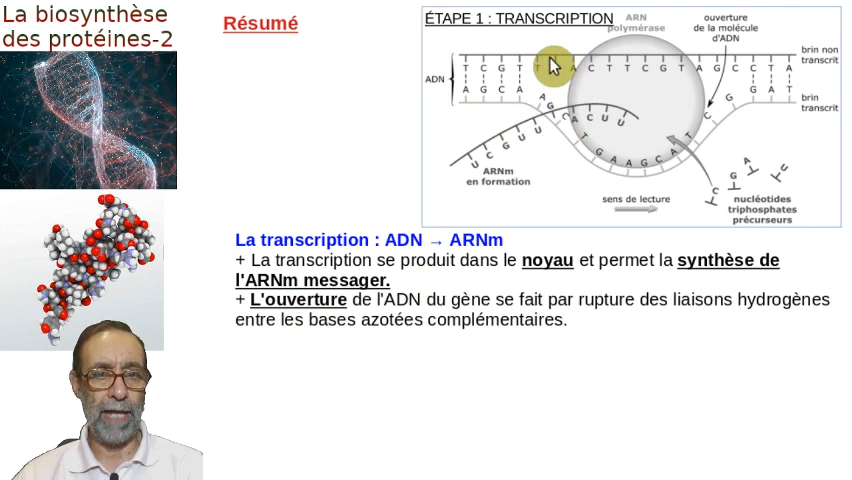 La biosynthèse
des protéines-2
Résumé
ÉTAPE 1 : TRANSCRIPTION
ARN
polymérase
ouverture
de la molécule
d'ADN
brin non
transcrit
ADN
T C G T T A C T T C G T A G C C T A
A G C A A G C
T G A A G C A T C G G A T
brin
transcrit
U C G U U A C U U
ARNm
en formation
C G A U
sens de lecture
nucléotides
triphosphates
précurseurs
La transcription : ADN → ARNm
+ La transcription se produit dans le noyau et permet la synthèse de
l'ARNm messager.
+ L'ouverture de l'ADN du gène se fait par rupture des liaisons hydrogènes
entre les bases azotées complémentaires.